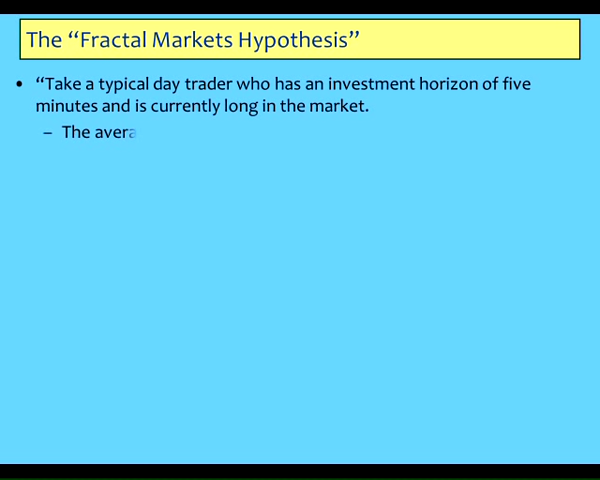 The “Fractal Markets Hypothesis”
• “Take a typical day trader who has an investment horizon of five
minutes and is currently long in the market.
– The avera